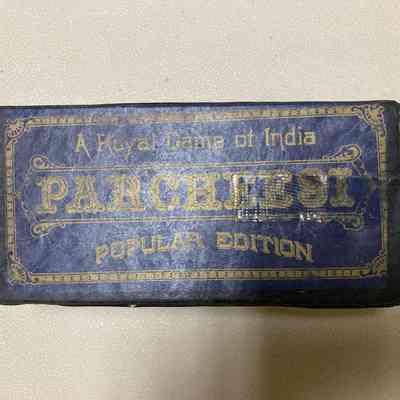 A Royal Game of India
PARCHEESI
POPULAR EDITION